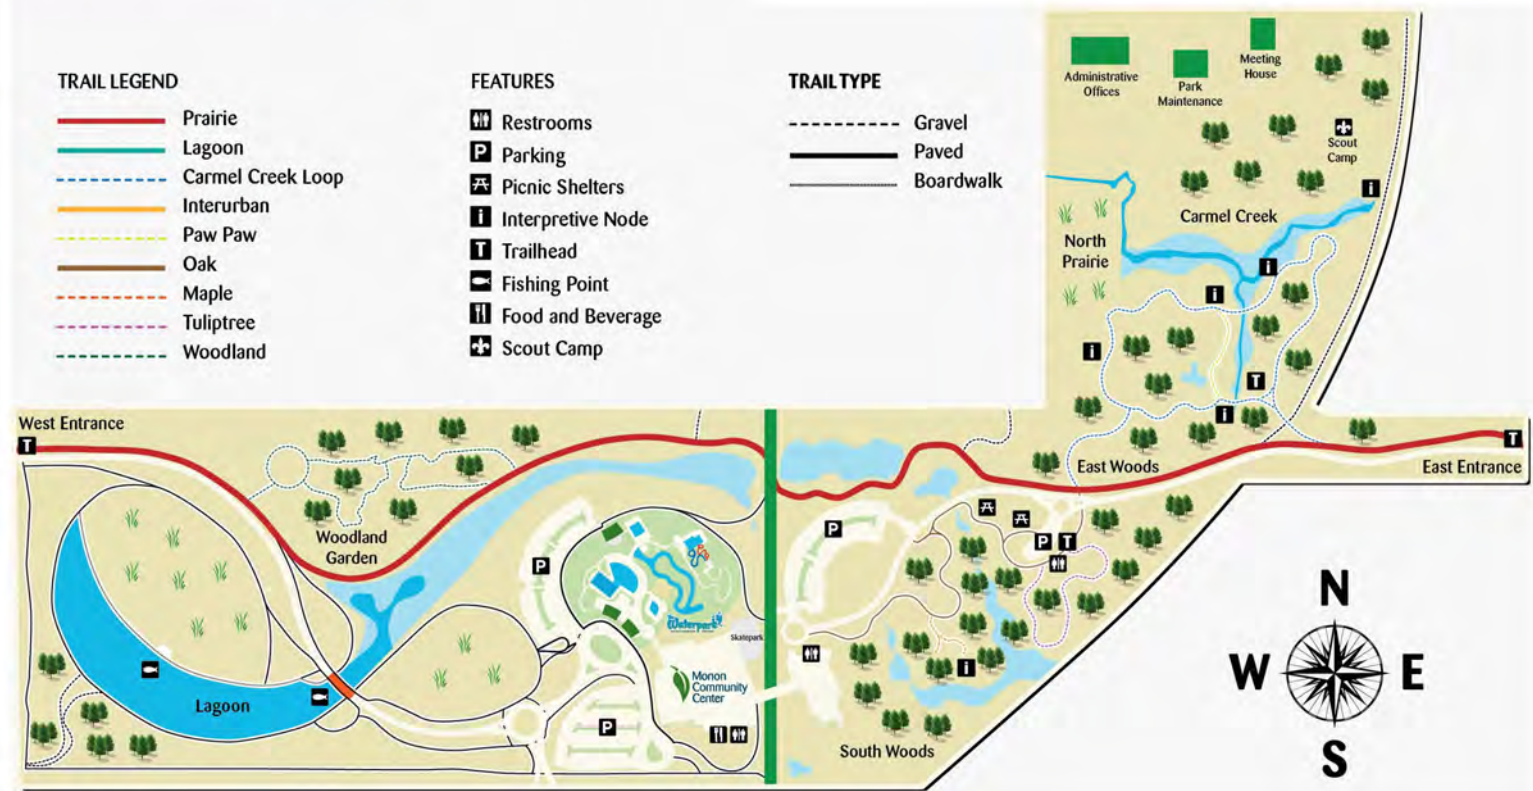 TRAIL LEGEND
Prairie
Lagoon
Carmel Creek Loop
Interurban
Paw Paw
Oak
Maple
Tuliptree
Woodland
FEATURES
Restrooms
P Parking
Picnic Shelters
i Interpretive Node
T Trailhead
Fishing Point
Food and Beverage
Scout Camp
TRAIL TYPE
Gravel
Paved
Boardwalk
Administrative
Offices
Park
Maintenance
Meeting
House
Scout
Camp
i
Carmel Creek
North
Prairie
i
i
i
T
i
West Entrance
T
East Woods
T
East Entrance
Woodland
Garden
P
P
P T
Waterpark
Skatepark
Monon
Community
Center
i
Lagoon
P
South Woods
N
W E
S